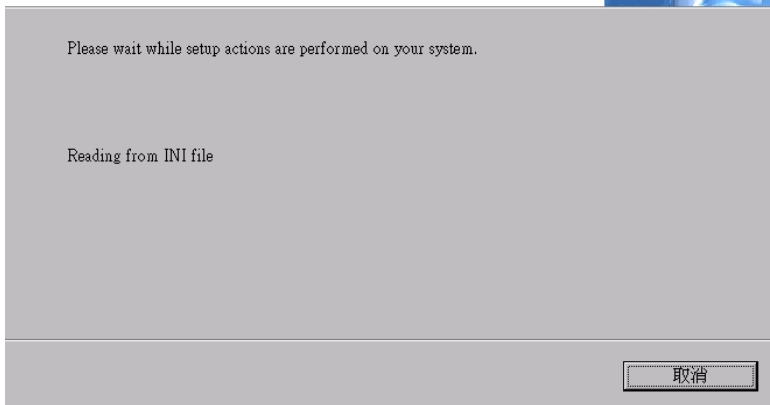 Please wait while setup actions are performed on your system.
Reading from INI file
取消